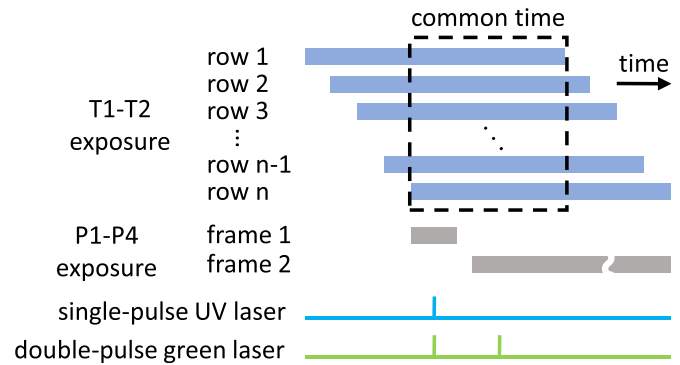 common time
row 1
row 2
time
row 3
T1-T2
exposure
row n-1
row n
P1-P4
exposure
frame 1
frame 2
single-pulse UV laser
double-pulse green laser